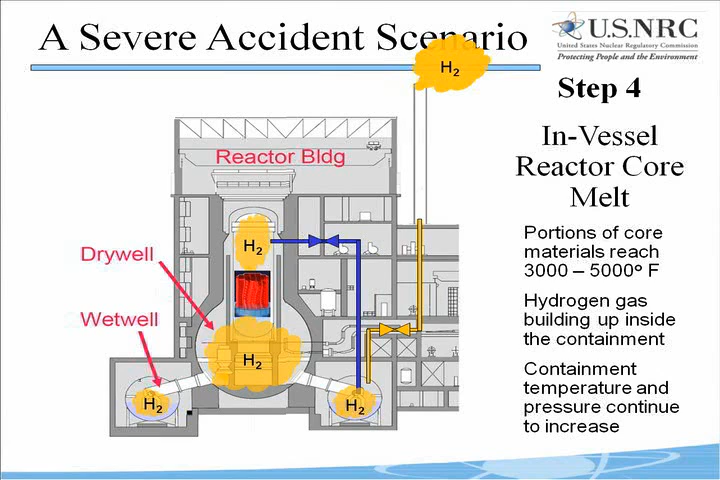 A Severe Accident Scenario
U.S.NRC
United States Nuclear Regulatory Commission
Protecting People and the Environment
H2
Step 4
In-Vessel
Reactor Core
Melt
Reactor Bldg
H2
Drywell
Wetwell
H2
H2
H2
Portions of core
materials reach
3000 – 5000º F
Hydrogen gas
building up inside
the containment
Containment
temperature and
pressure continue
to increase